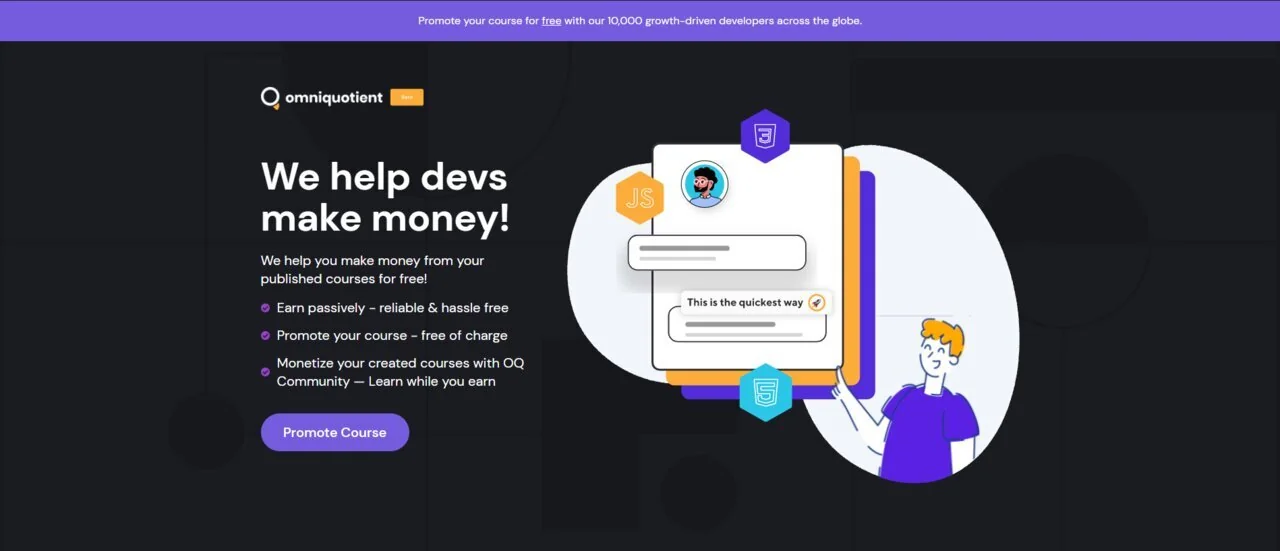 Promote your course for free with our 10,000 growth-driven developers across the globe.
omniquotient
We help devs
make money!
We help you make money from your
published courses for free!
Earn passively - reliable & hassle free
Promote your course - free of charge
Monetize your created courses with OQ
Community — Learn while you earn
Promote Course
3
JS
This is the quickest way
5